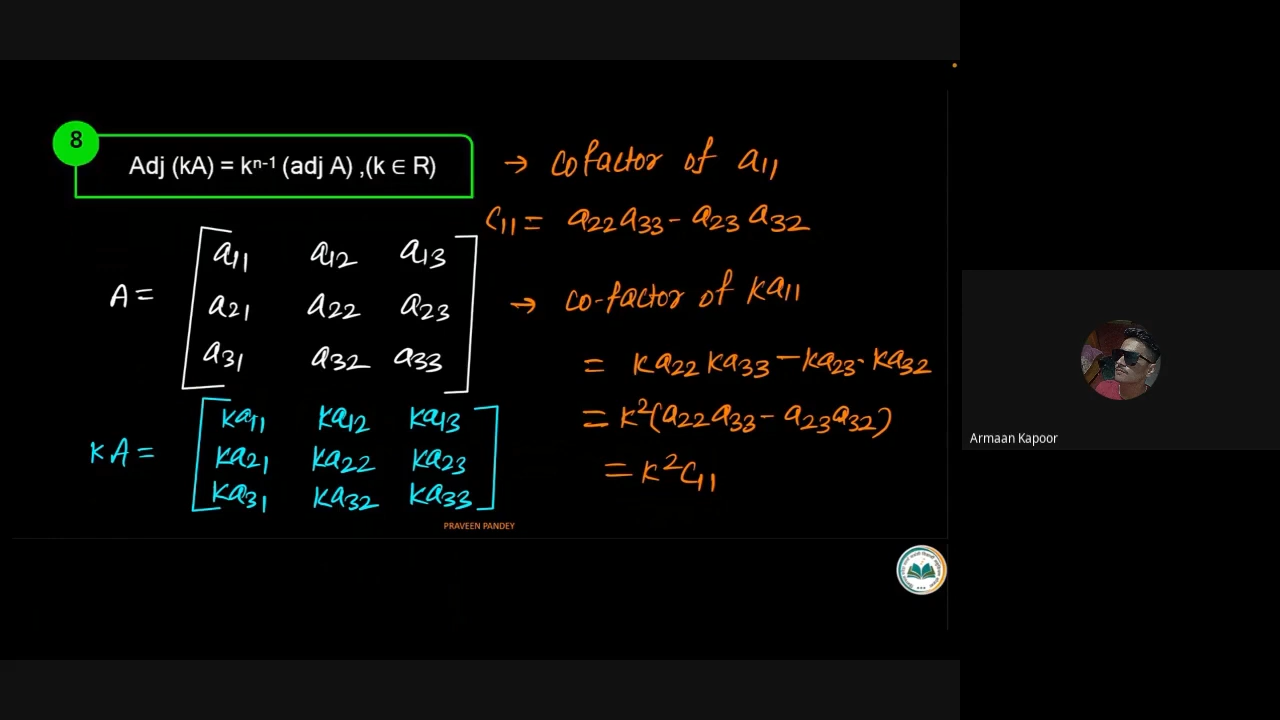 8
Adj (kA) = kⁿ⁻¹ (adj A) ,(k ∈ R)
→ Cofactor of a₁₁
C₁₁ = a₂₂a₃₃ - a₂₃ a₃₂
A = [ a₁₁ a₁₂ a₁₃
a₂₁ a₂₂ a₂₃
a₃₁ a₃₂ a₃₃ ]
→ Co-factor of ka₁₁
= ka₂₂ ka₃₃ - ka₂₃ · ka₃₂
= k²(a₂₂a₃₃ - a₂₃a₃₂)
= k²C₁₁
kA = [ ka₁₁ ka₁₂ ka₁₃
ka₂₁ ka₂₂ ka₂₃
ka₃₁ ka₃₂ ka₃₃ ]
PRAVEEN PANDEY
Armaan Kapoor